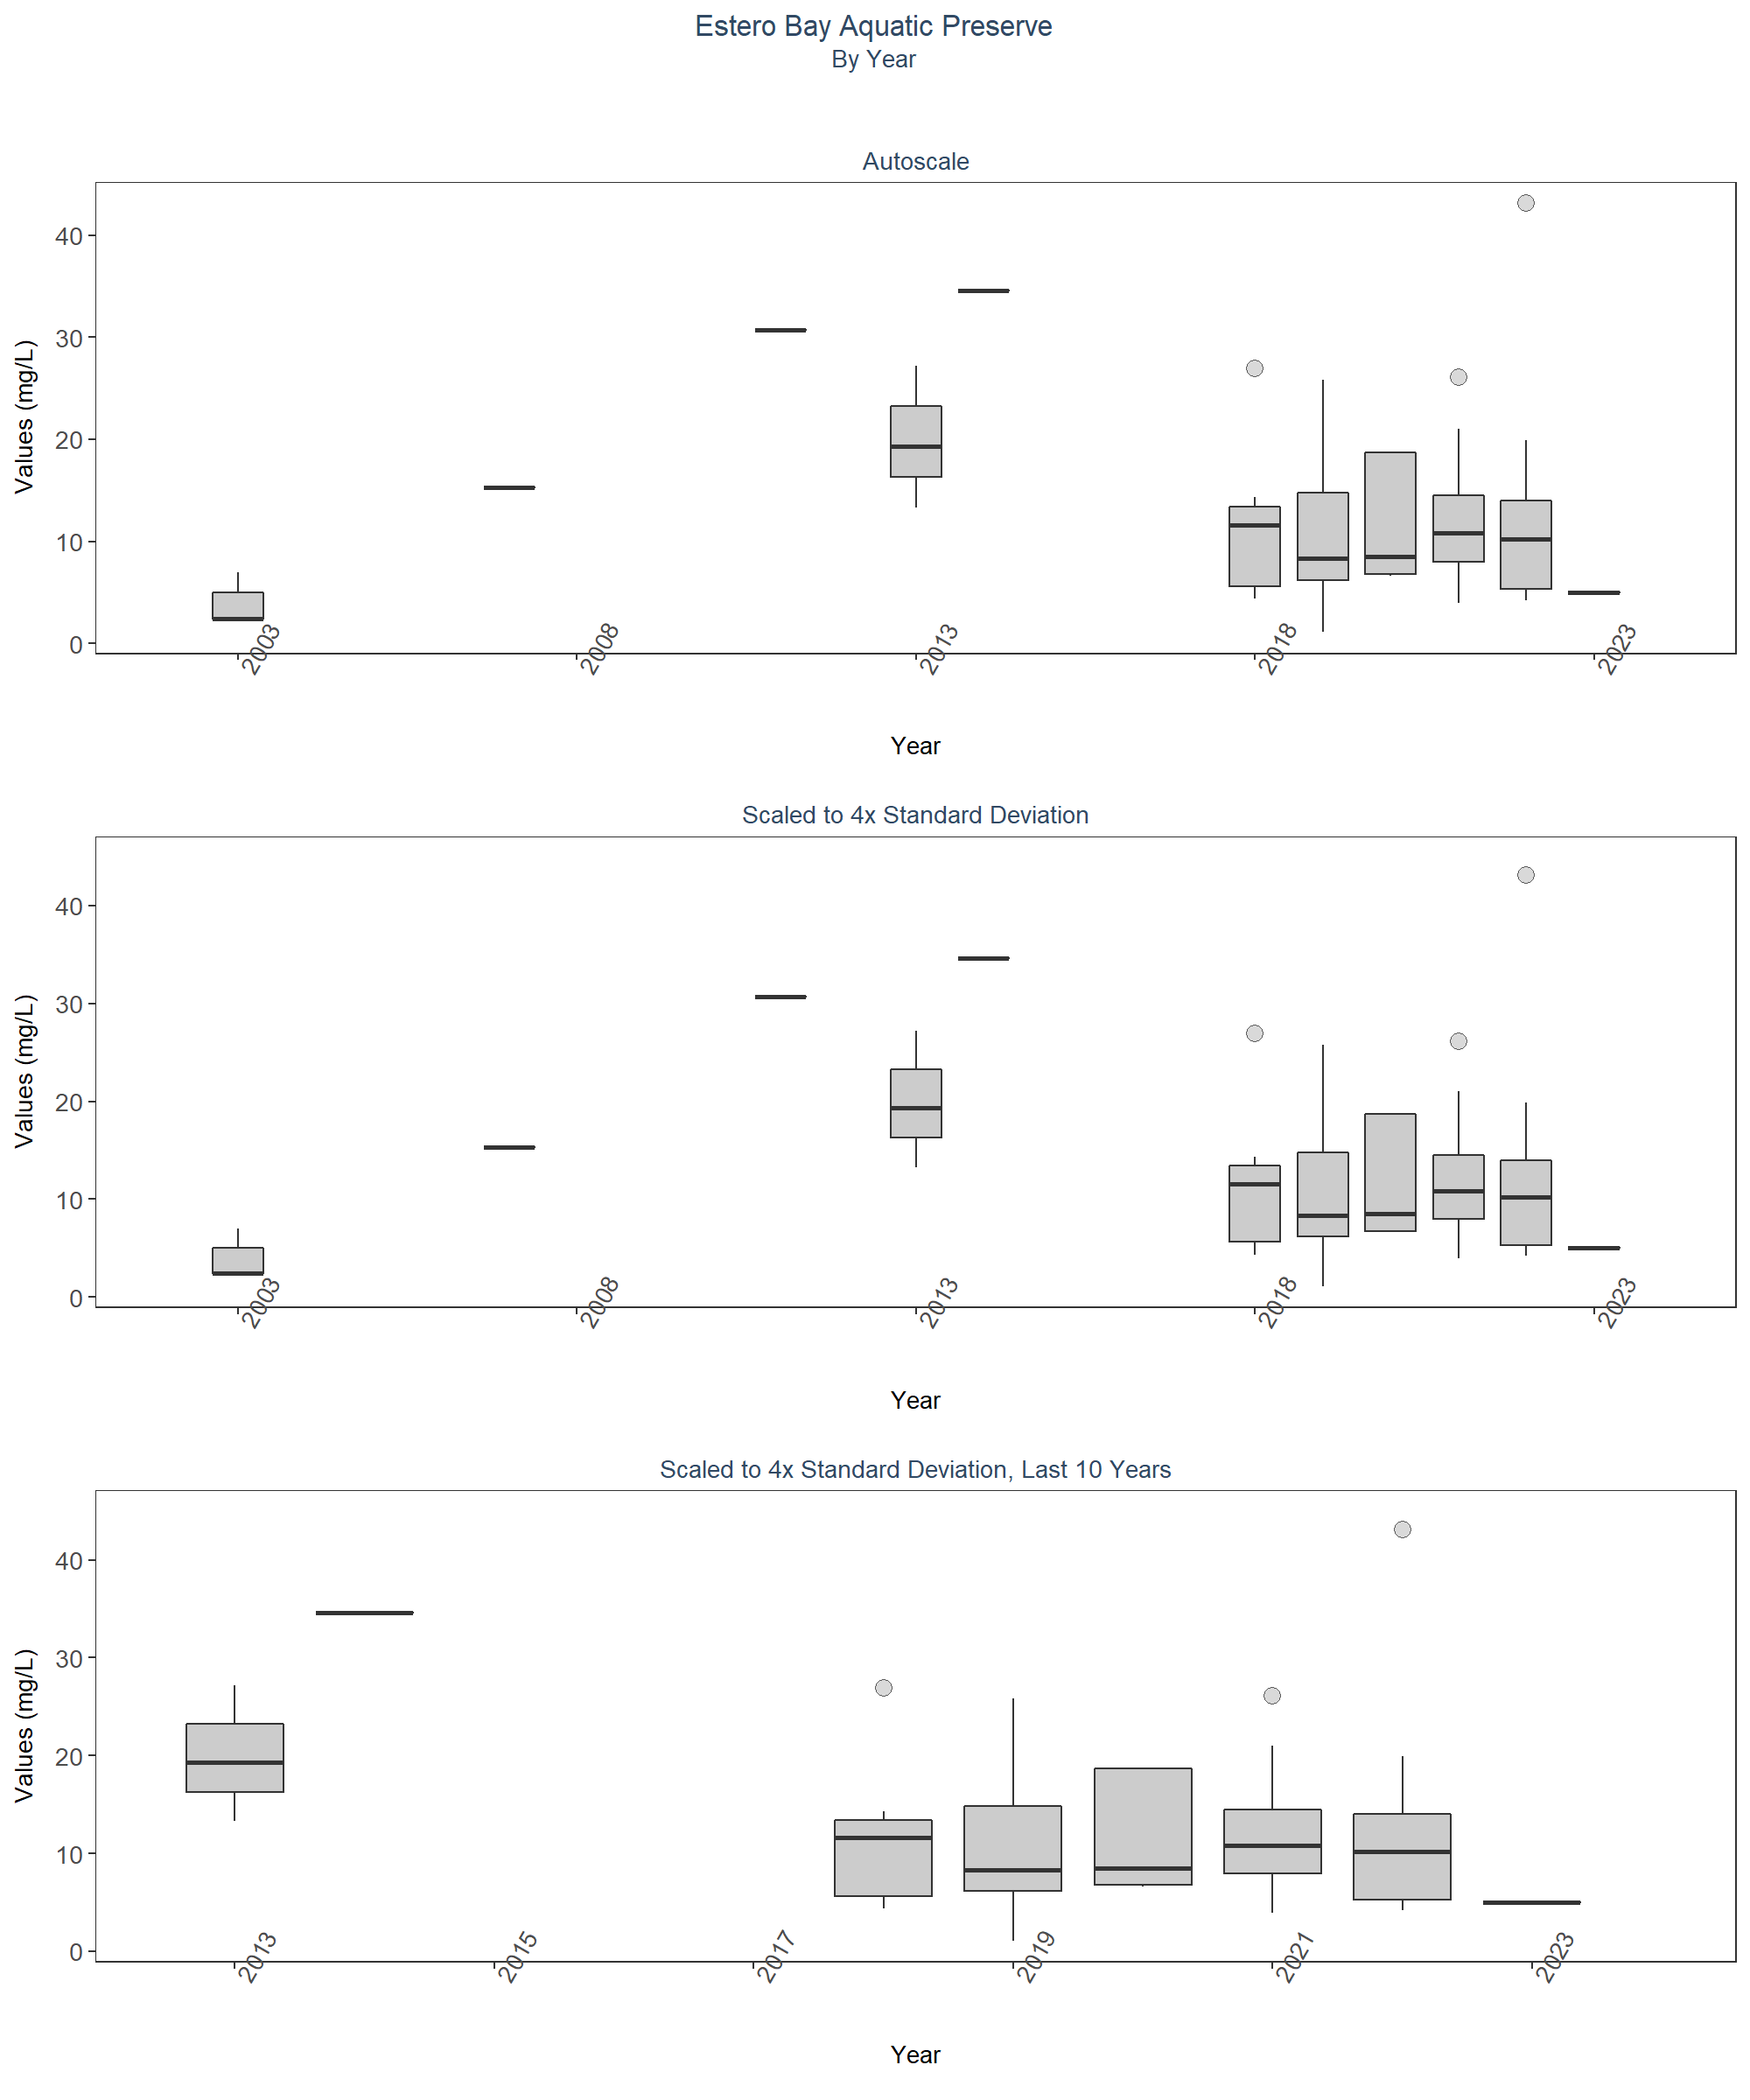 Estero Bay Aquatic Preserve
By Year
Autoscale
Values (mg/L)
40
30
20
10
0
2003
2008
2013
2018
2023
Year
Scaled to 4x Standard Deviation
Values (mg/L)
40
30
20
10
0
2003
2008
2013
2018
2023
Year
Scaled to 4x Standard Deviation, Last 10 Years
Values (mg/L)
40
30
20
10
0
2013
2015
2017
2019
2021
2023
Year